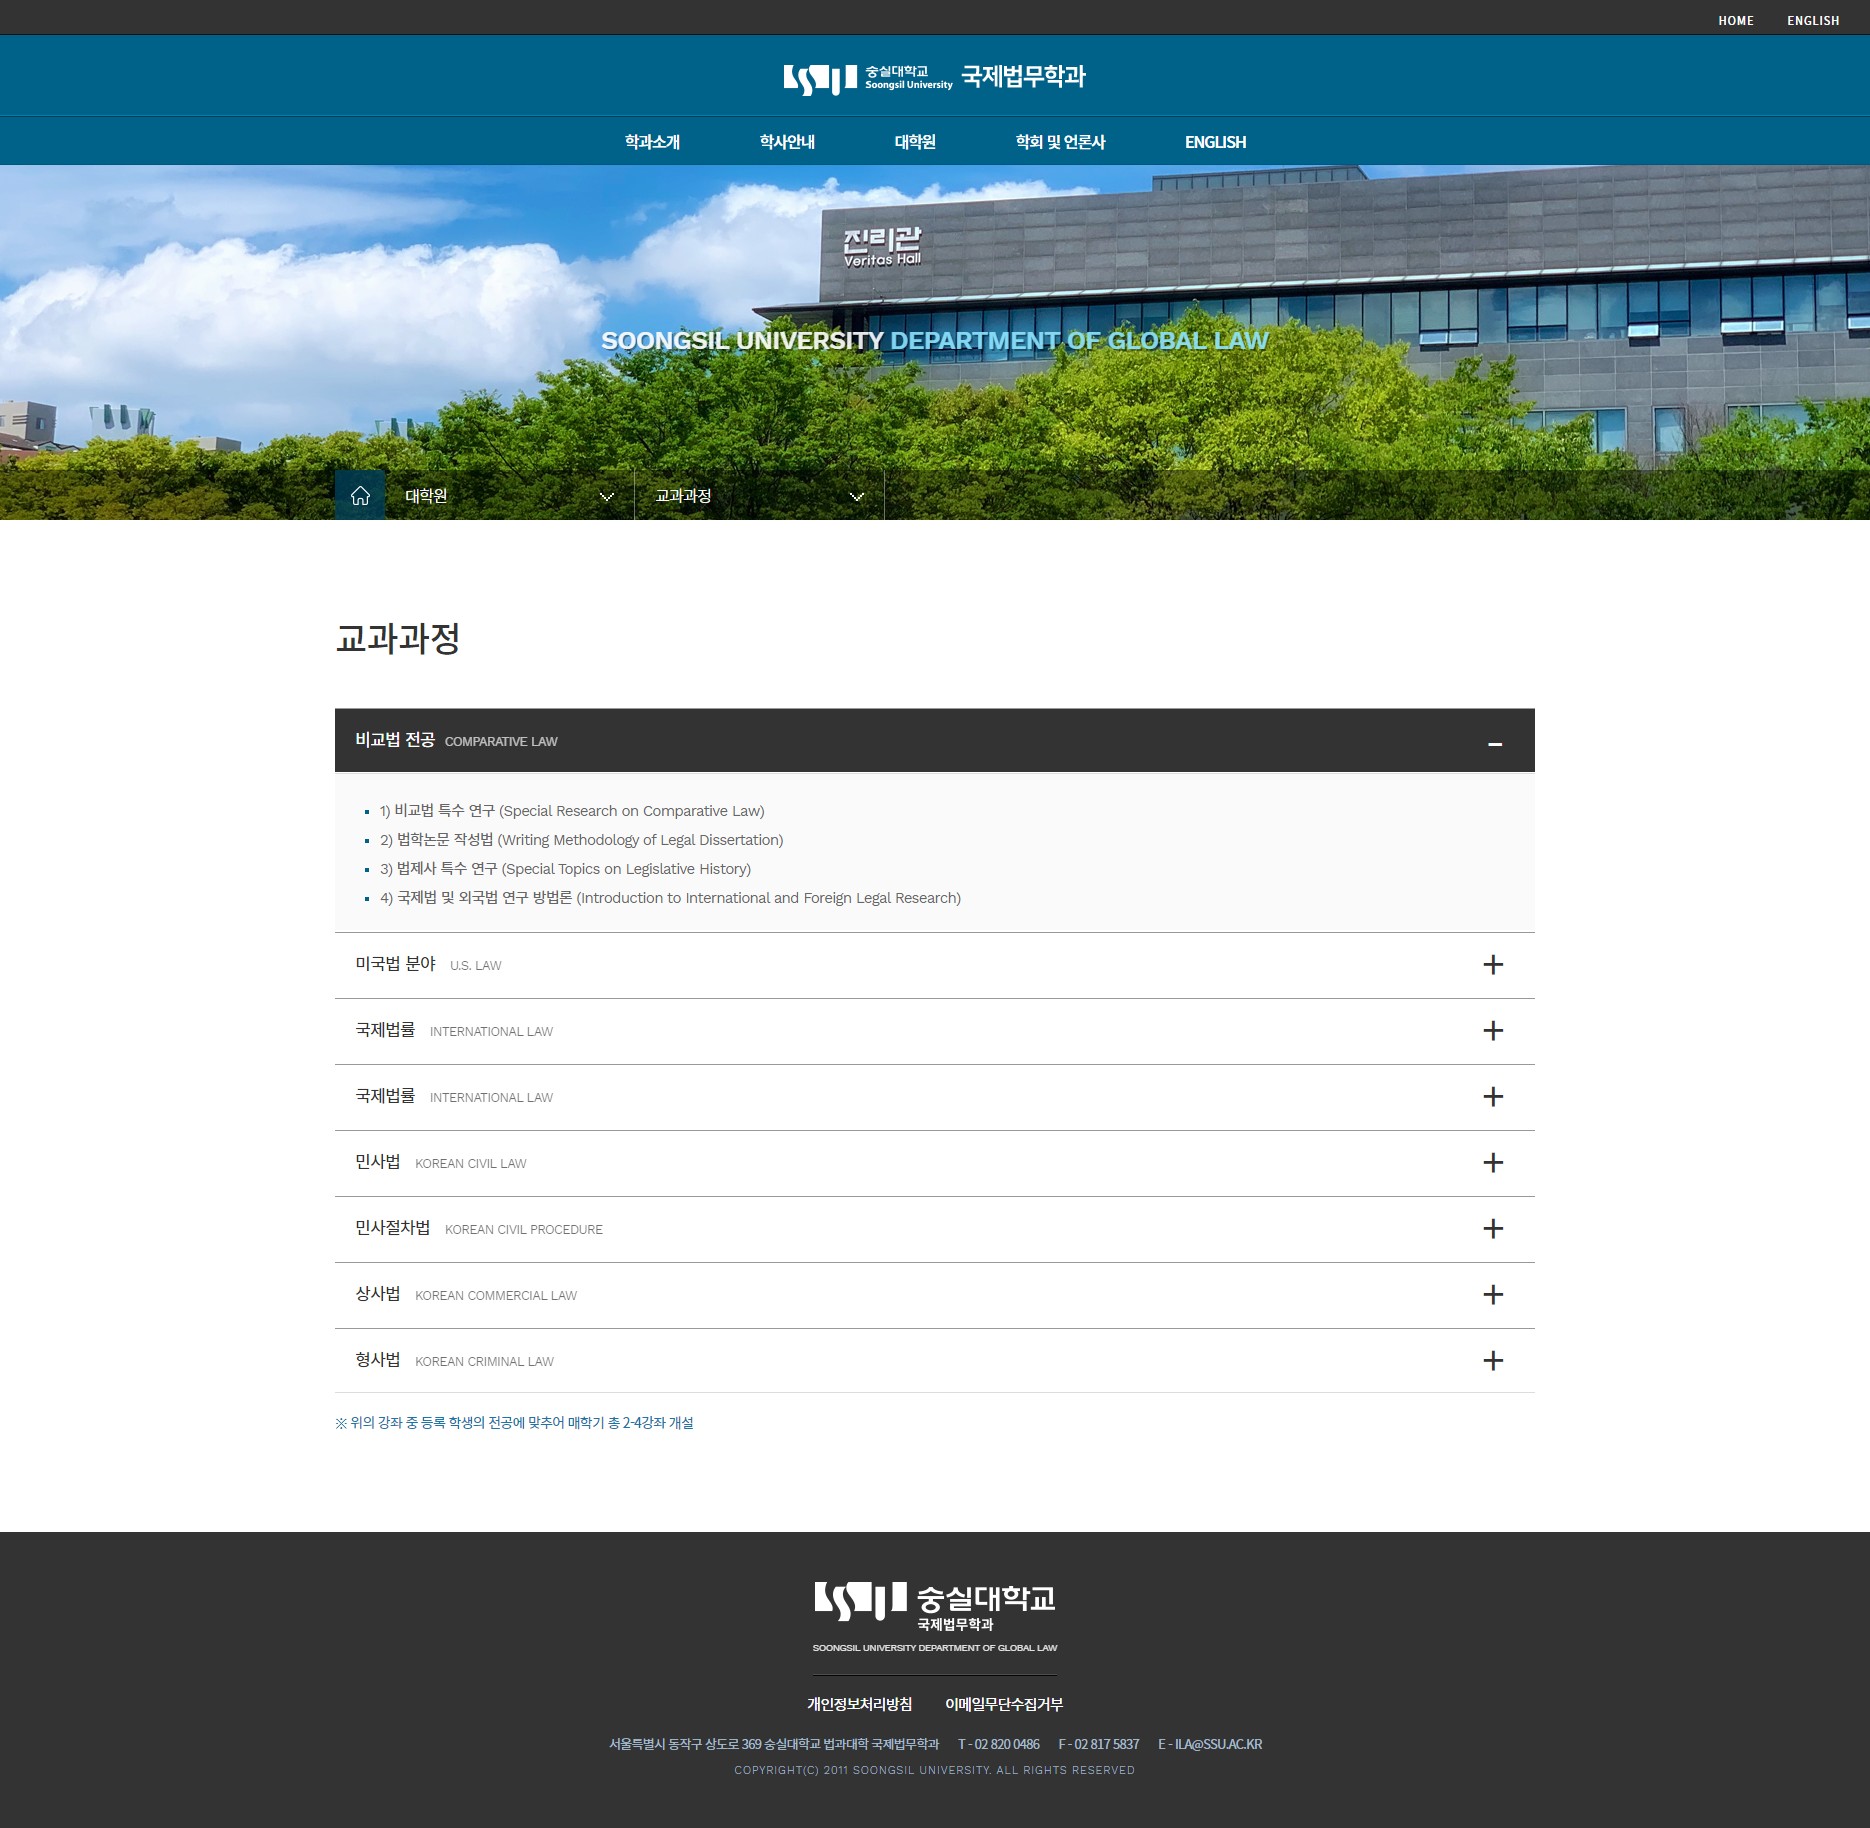 HOME ENGLISH
숭실대학교 Soongsil University 국제법무학과
학과소개 학사안내 대학원 학회 및 언론사 ENGLISH
진리관
Veritas Hall
SOONGSIL UNIVERSITY DEPARTMENT OF GLOBAL LAW
대학원 교과과정
교과과정
비교법 전공 COMPARATIVE LAW
1) 비교법 특수 연구 (Special Research on Comparative Law)
2) 법학논문 작성법 (Writing Methodology of Legal Dissertation)
3) 법제사 특수 연구 (Special Topics on Legislative History)
4) 국제법 및 외국법 연구 방법론 (Introduction to International and Foreign Legal Research)
미국법 분야 U.S. LAW
국제법률 INTERNATIONAL LAW
국제법률 INTERNATIONAL LAW
민사법 KOREAN CIVIL LAW
민사절차법 KOREAN CIVIL PROCEDURE
상사법 KOREAN COMMERCIAL LAW
형사법 KOREAN CRIMINAL LAW
※ 위의 강좌 중 등록 학생의 전공에 맞추어 매학기 총 2-4강좌 개설
숭실대학교
국제법무학과
SOONGSIL UNIVERSITY DEPARTMENT OF GLOBAL LAW
개인정보처리방침 이메일무단수집거부
서울특별시 동작구 상도로 369 숭실대학교 법과대학 국제법무학과 T - 02 820 0486 F - 02 817 5837 E - ILA@SSU.AC.KR
COPYRIGHT(C) 2011 SOONGSIL UNIVERSITY. ALL RIGHTS RESERVED